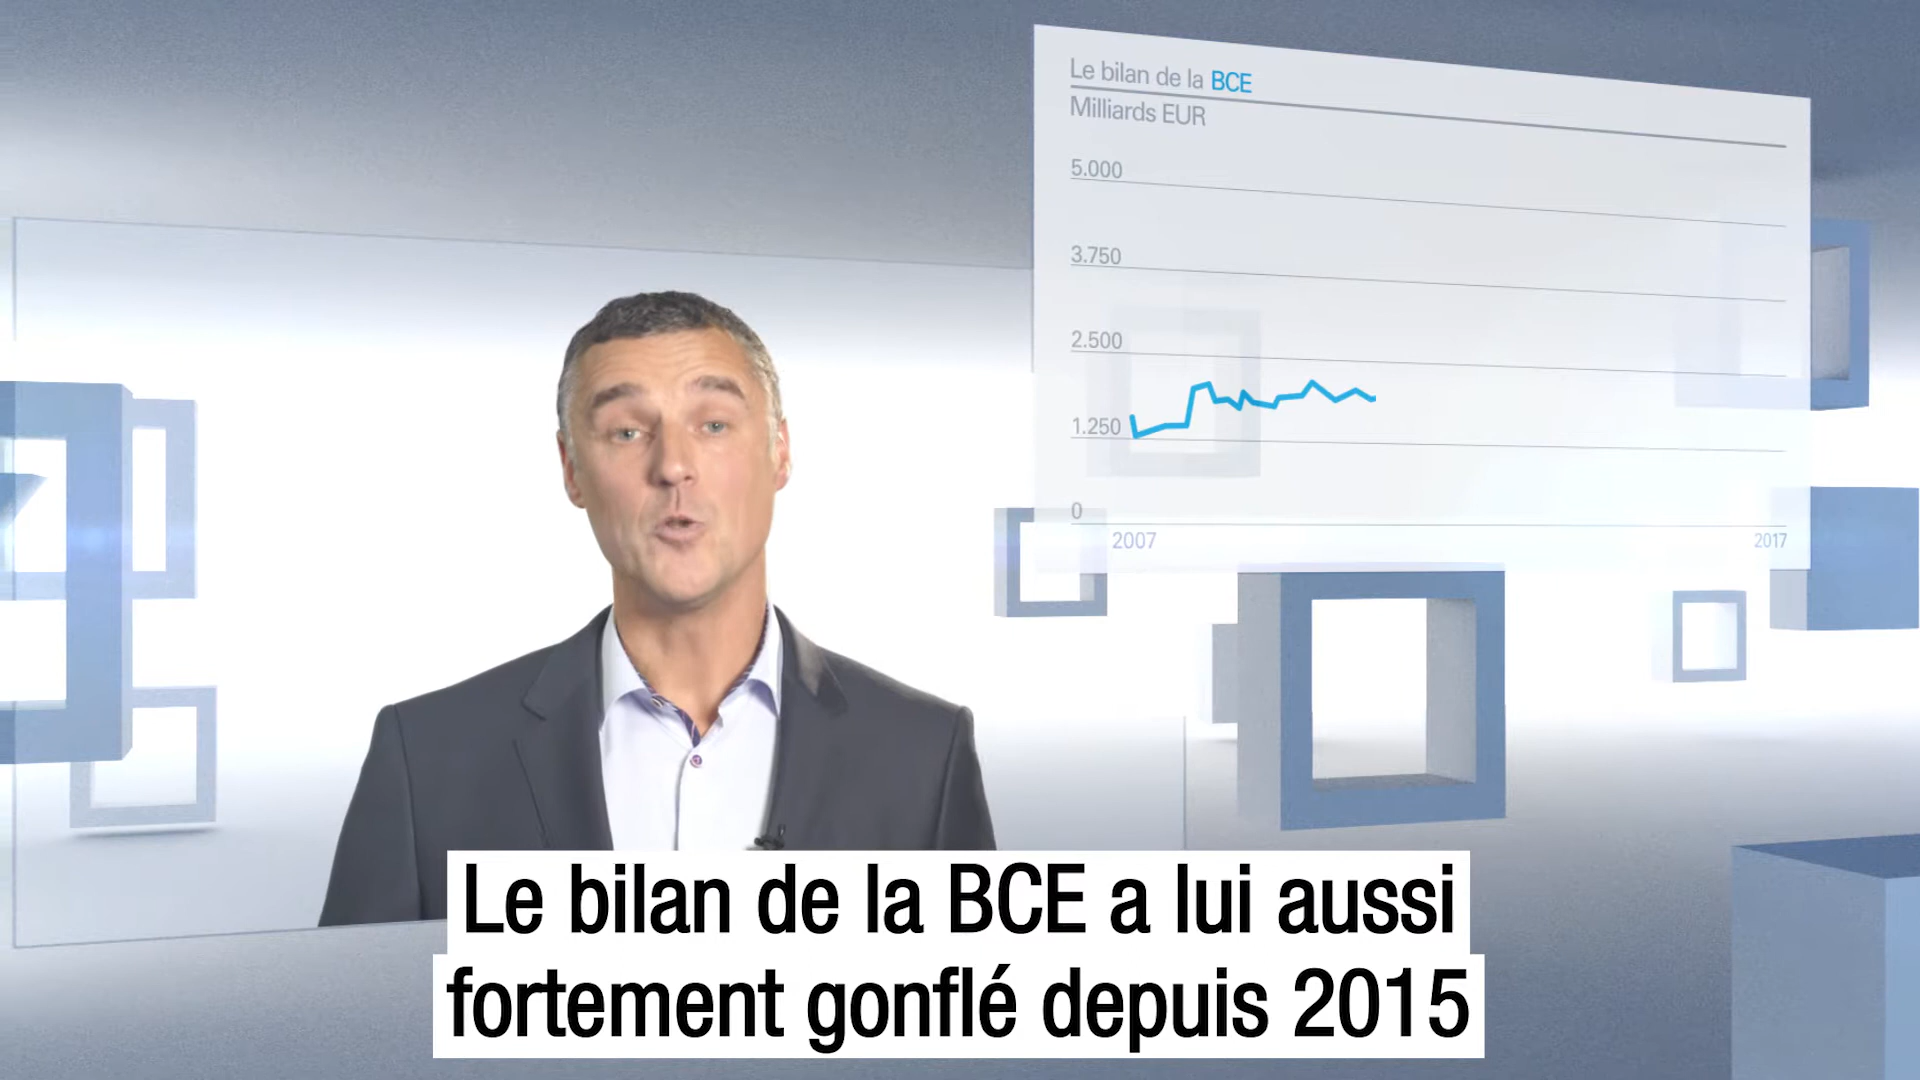 Le bilan de la BCE
Milliards EUR
5.000
3.750
2.500
1.250
0
2007
2017
Le bilan de la BCE a lui aussi
fortement gonflé depuis 2015